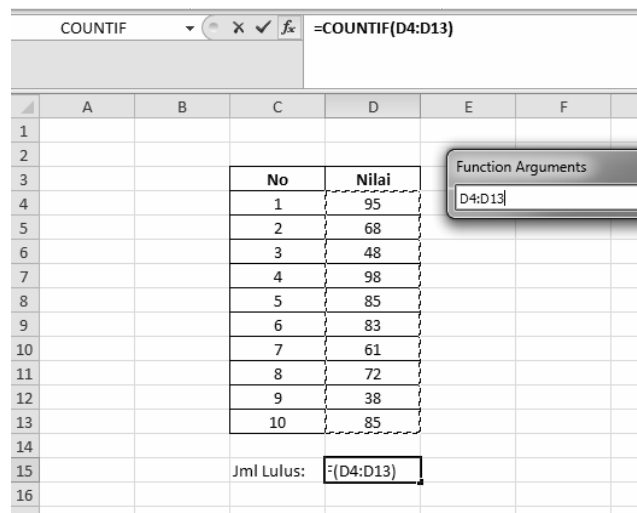 COUNTIF fx =COUNTIF(D4:D13)
A B C D E F
1
2
Function Arguments
3 No Nilai
D4:D13
4 1 95
5 2 68
6 3 48
7 4 98
8 5 85
9 6 83
10 7 61
11 8 72
12 9 38
13 10 85
14
15 Jml Lulus: F(D4:D13)
16